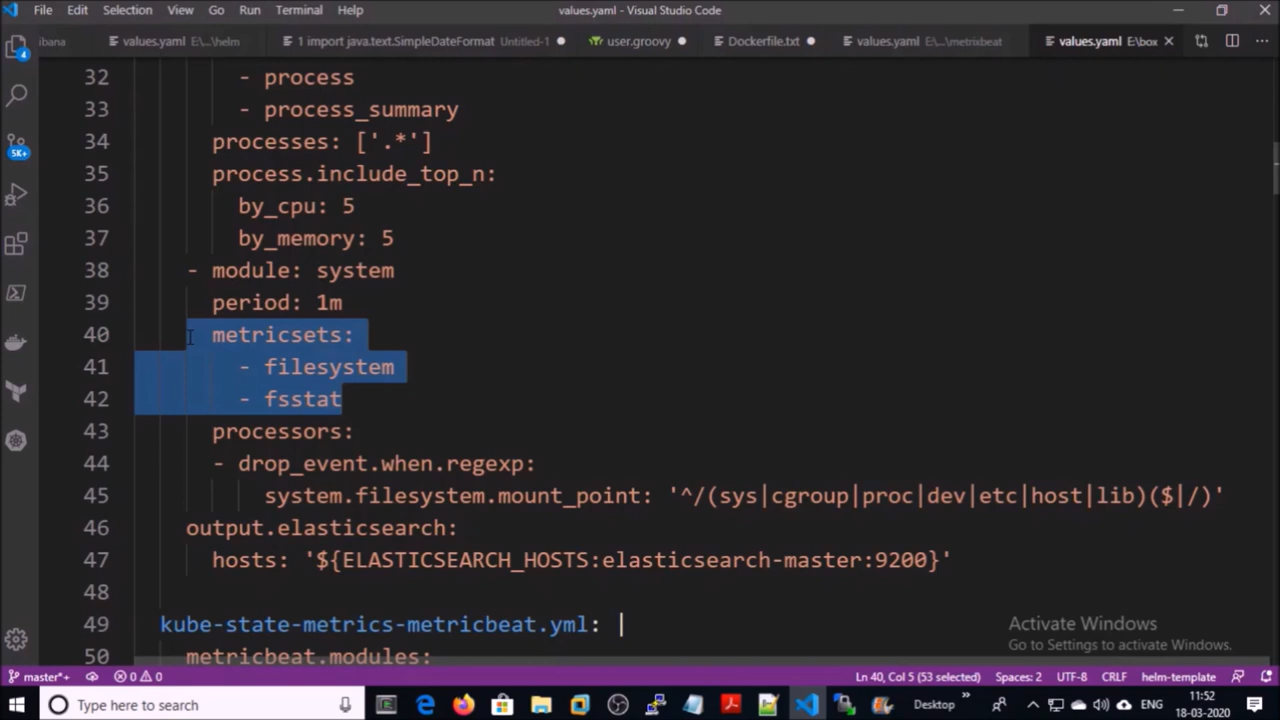 File Edit Selection View Go Run Terminal Help values.yaml - Visual Studio Code
ibana values.yaml E:\...\helm 1 import java.text.SimpleDateFormat Untitled-1 user.groovy Dockerfile.txt values.yaml E:\...\metrixbeat values.yaml E:\box
32 - process
33 - process_summary
34 processes: ['.*']
35 process.include_top_n:
36 by_cpu: 5
37 by_memory: 5
38 - module: system
39 period: 1m
40 metricsets:
41 - filesystem
42 - fsstat
43 processors:
44 - drop_event.when.regexp:
45 system.filesystem.mount_point: '^/(sys|cgroup|proc|dev|etc|host|lib)($|/)'
46 output.elasticsearch:
47 hosts: '${ELASTICSEARCH_HOSTS:elasticsearch-master:9200}'
48
49 kube-state-metrics-metricbeat.yml: |
50 metricbeat.modules:
4
5K+
Activate Windows
Go to Settings to activate Windows.
master*+ 0 0 Ln 40, Col 5 (53 selected) Spaces: 2 UTF-8 CRLF helm-template
Type here to search Desktop ENG 11:52
18-03-2020